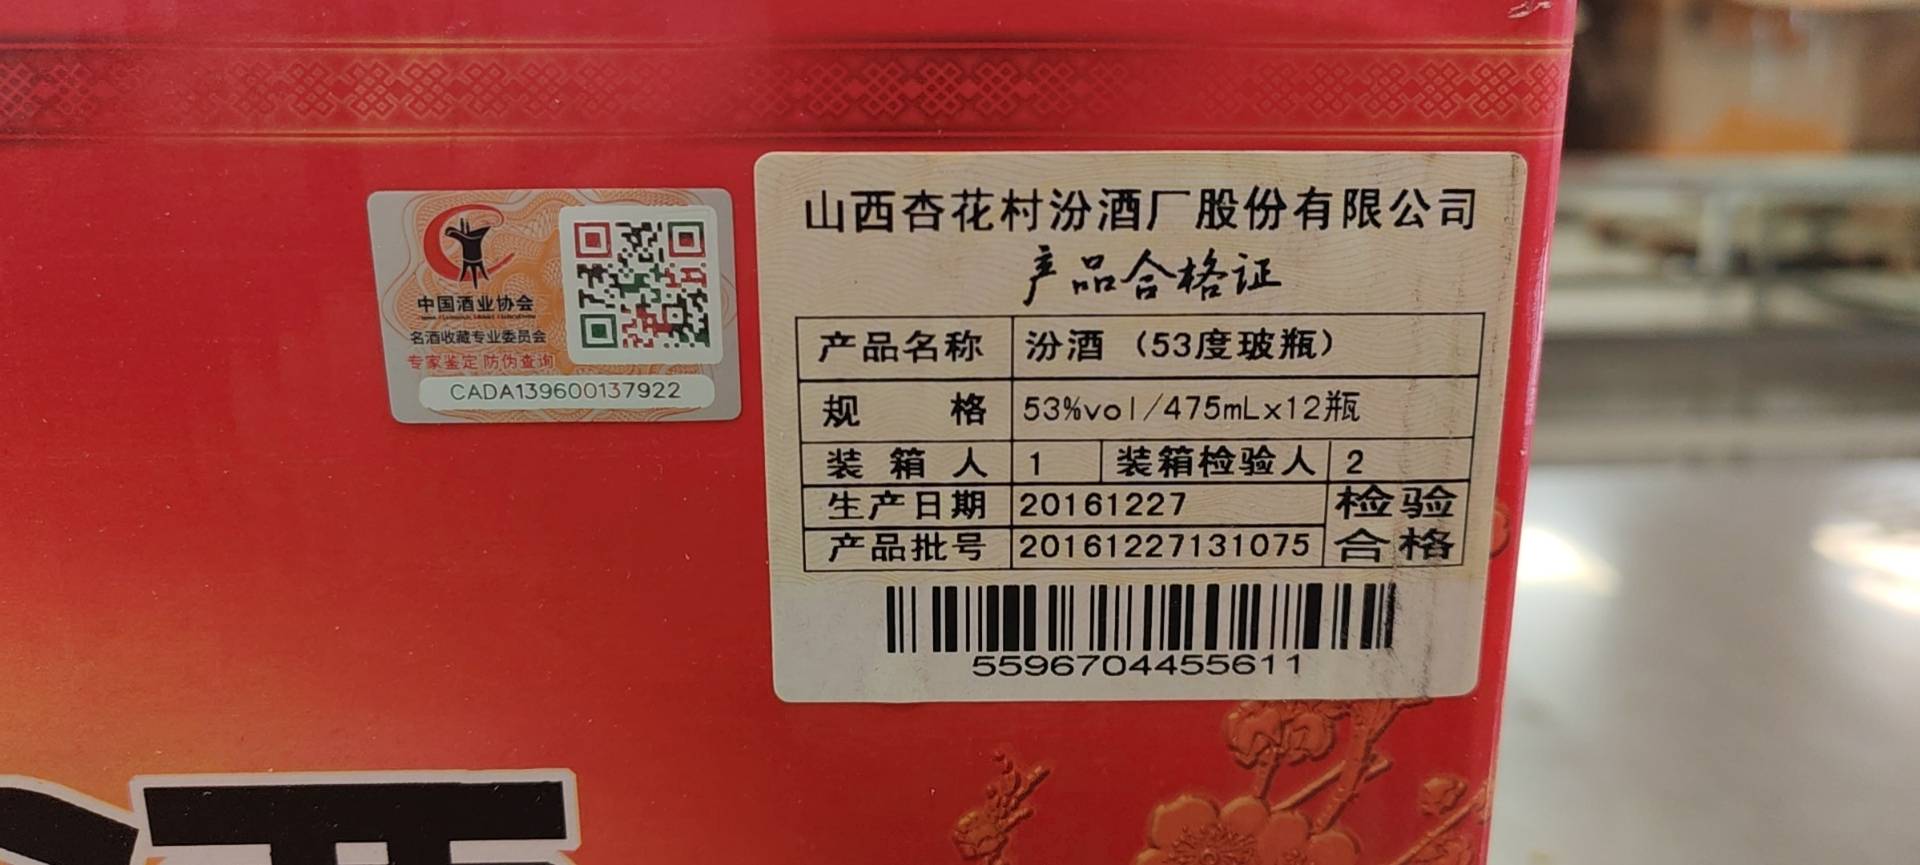 中国酒业协会
名酒收藏专业委员会
专家鉴定 防伪查询
CADA139600137922
山西杏花村汾酒厂股份有限公司
产品合格证
产品名称 汾酒（53度玻瓶）
规 格 53%vol/475mLx12瓶
装箱人 1 装箱检验人 2
生产日期 20161227 检验
产品批号 20161227131075 合格
5596704455611